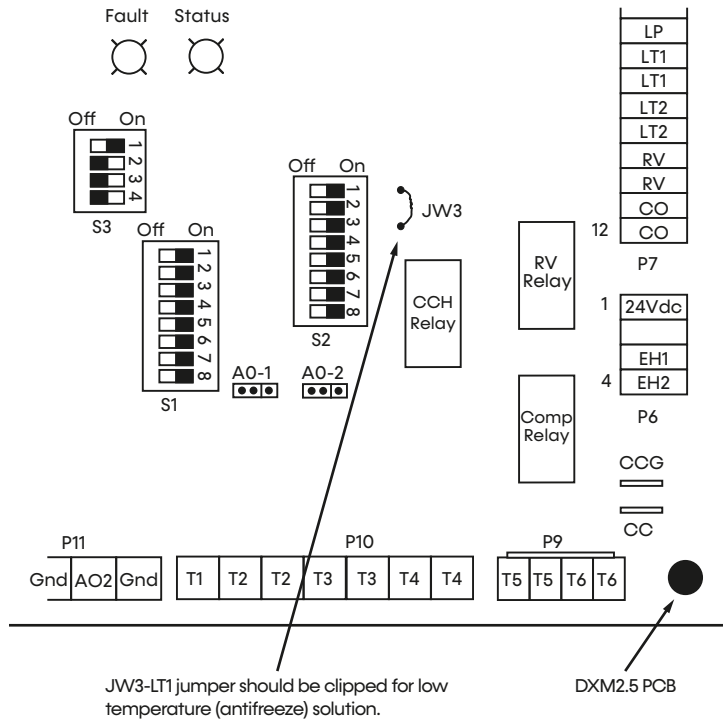 Fault Status
LP
LT1
LT1
LT2
LT2
RV
RV
CO
12 CO
P7
Off On
1
2
3
4
S3
Off On
1
2
3
4
5
6
7
8
S1
Off On
1
2
3
4
5
6
7
8
S2
JW3
CCH
Relay
RV
Relay
1 24Vdc
EH1
4 EH2
P6
A0-1 A0-2
Comp
Relay
CCG
CC
P11 P10 P9
Gnd AO2 Gnd T1 T2 T2 T3 T3 T4 T4 T5 T5 T6 T6
JW3-LT1 jumper should be clipped for low
temperature (antifreeze) solution.
DXM2.5 PCB